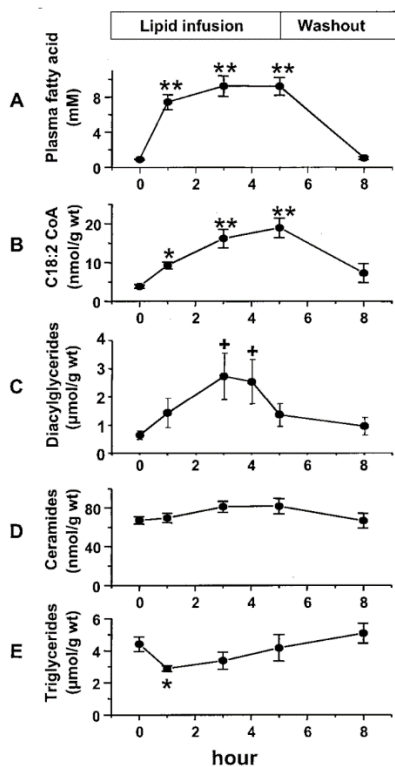 Lipid infusion Washout
A
Plasma fatty acid
(mM)
8
4
0
** ** **
0 2 4 6 8
B
C18:2 CoA
(nmol/g wt)
20
10
0
* ** **
0 2 4 6 8
C
Diacylglycerides
(µmol/g wt)
4
3
2
1
0
+ +
0 2 4 6 8
D
Ceramides
(nmol/g wt)
80
40
0 2 4 6 8
E
Triglycerides
(µmol/g wt)
6
4
2
0
*
0 2 4 6 8
hour